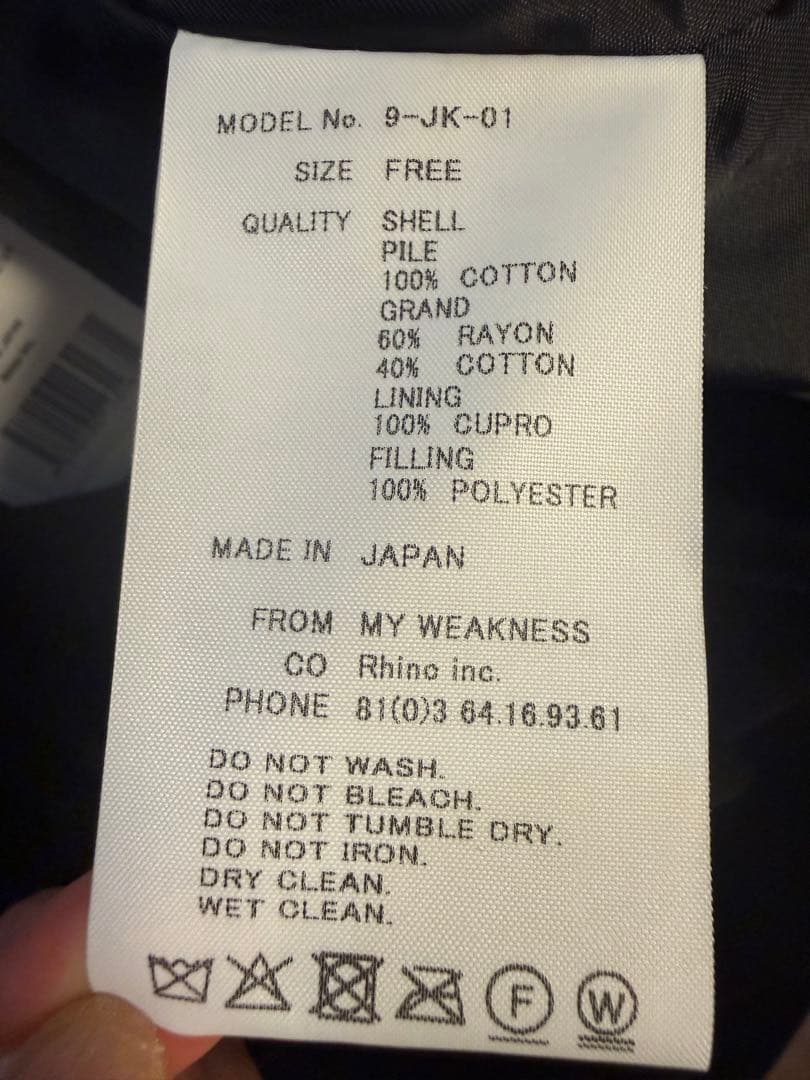 MODEL No. 9-JK-01
SIZE FREE
QUALITY SHELL
PILE
100% COTTON
GRAND
60% RAYON
40% COTTON
LINING
100% CUPRO
FILLING
100% POLYESTER
MADE IN JAPAN
FROM MY WEAKNESS
CO Rhino inc.
PHONE 81(0)3 64.16.93.61
DO NOT WASH.
DO NOT BLEACH.
DO NOT TUMBLE DRY.
DO NOT IRON.
DRY CLEAN.
WET CLEAN.
F W